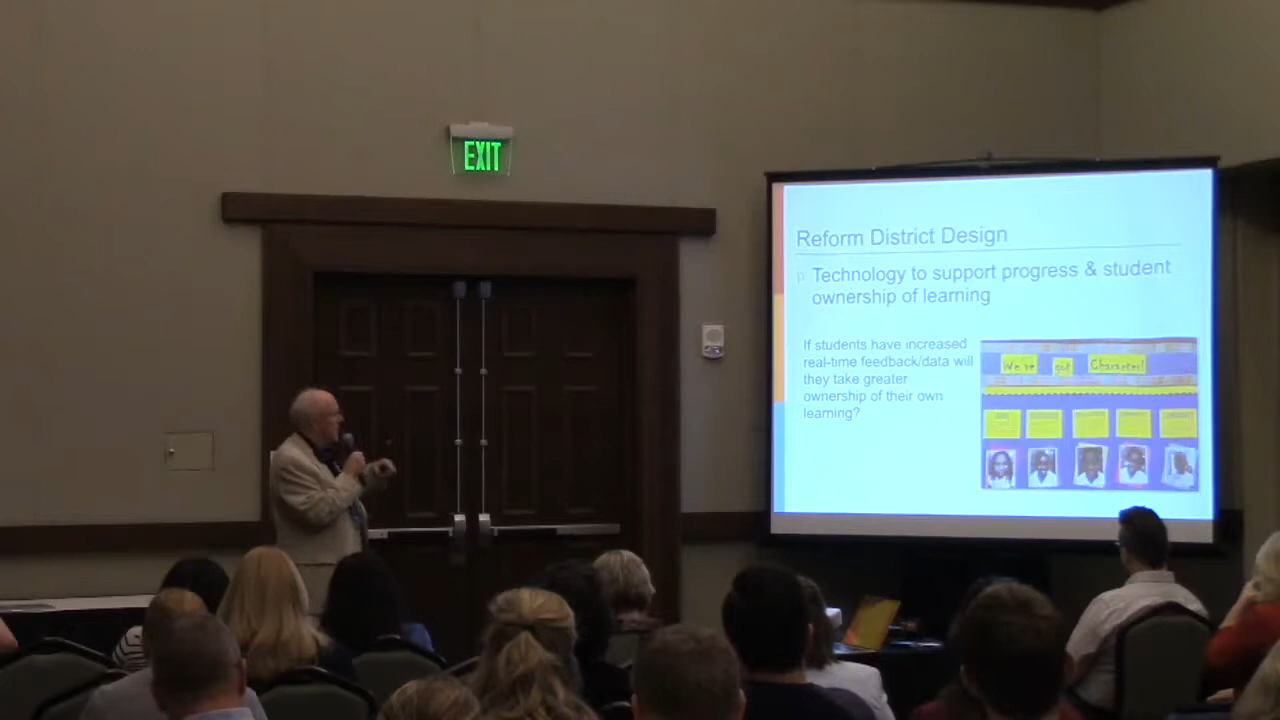 EXIT
Reform District Design
Technology to support progress & student
ownership of learning
If students have increased
real-time feedback/data will
they take greater
ownership of their own
learning?
We've got Character!